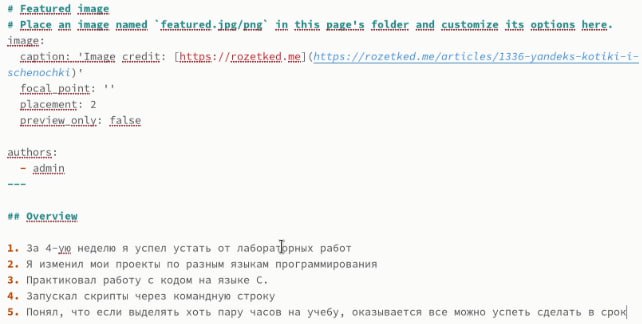 # Featured image
# Place an image named `featured.jpg/png` in this page's folder and customize its options here.
image:
  caption: 'Image credit: [https://rozetked.me](https://rozetked.me/articles/1336-yandeks-kotiki-i-
schenochki)'
  focal_point: ''
  placement: 2
  preview_only: false

authors:
  - admin
---

## Overview

1. За 4-ую неделю я успел устать от лабораторных работ
2. Я изменил мои проекты по разным языкам программирования
3. Практиковал работу с кодом на языке С.
4. Запускал скрипты через командную строку
5. Понял, что если выделять хоть пару часов на учебу, оказывается все можно успеть сделать в срок